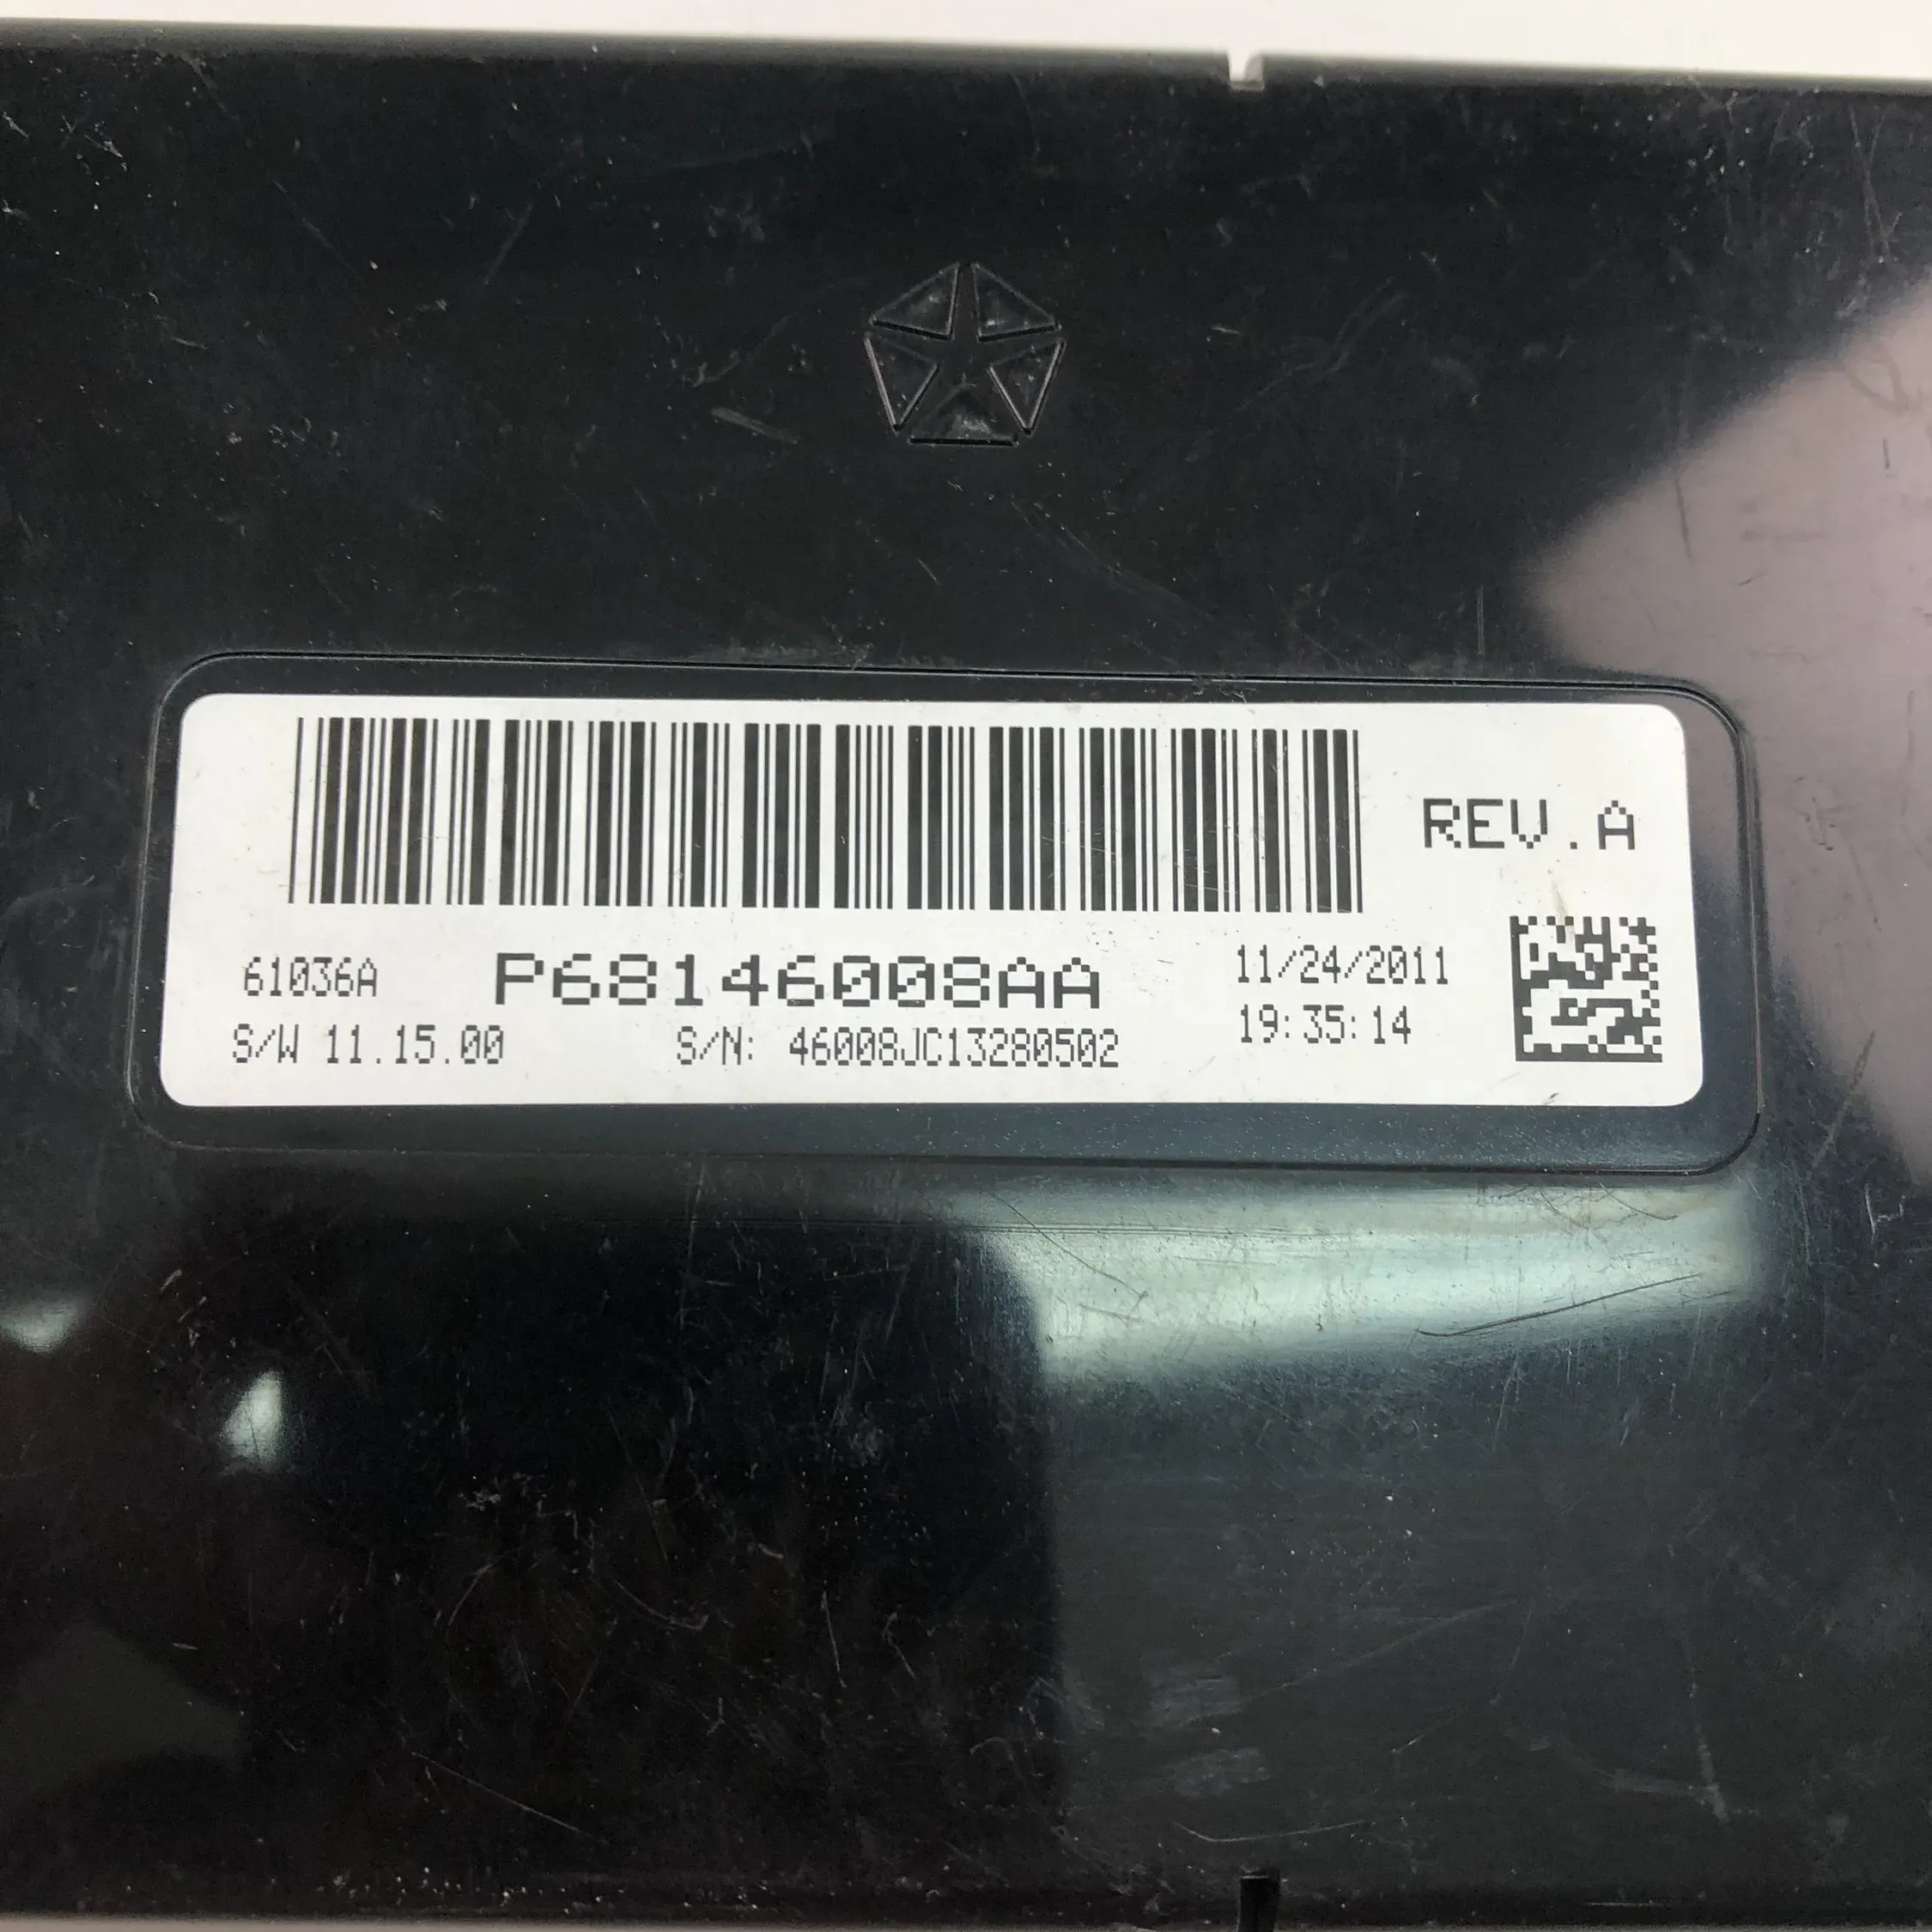 REV.A
61036A P68146008AA 11/24/2011
S/W 11.15.00 S/N: 46008JC13280502 19:35:14